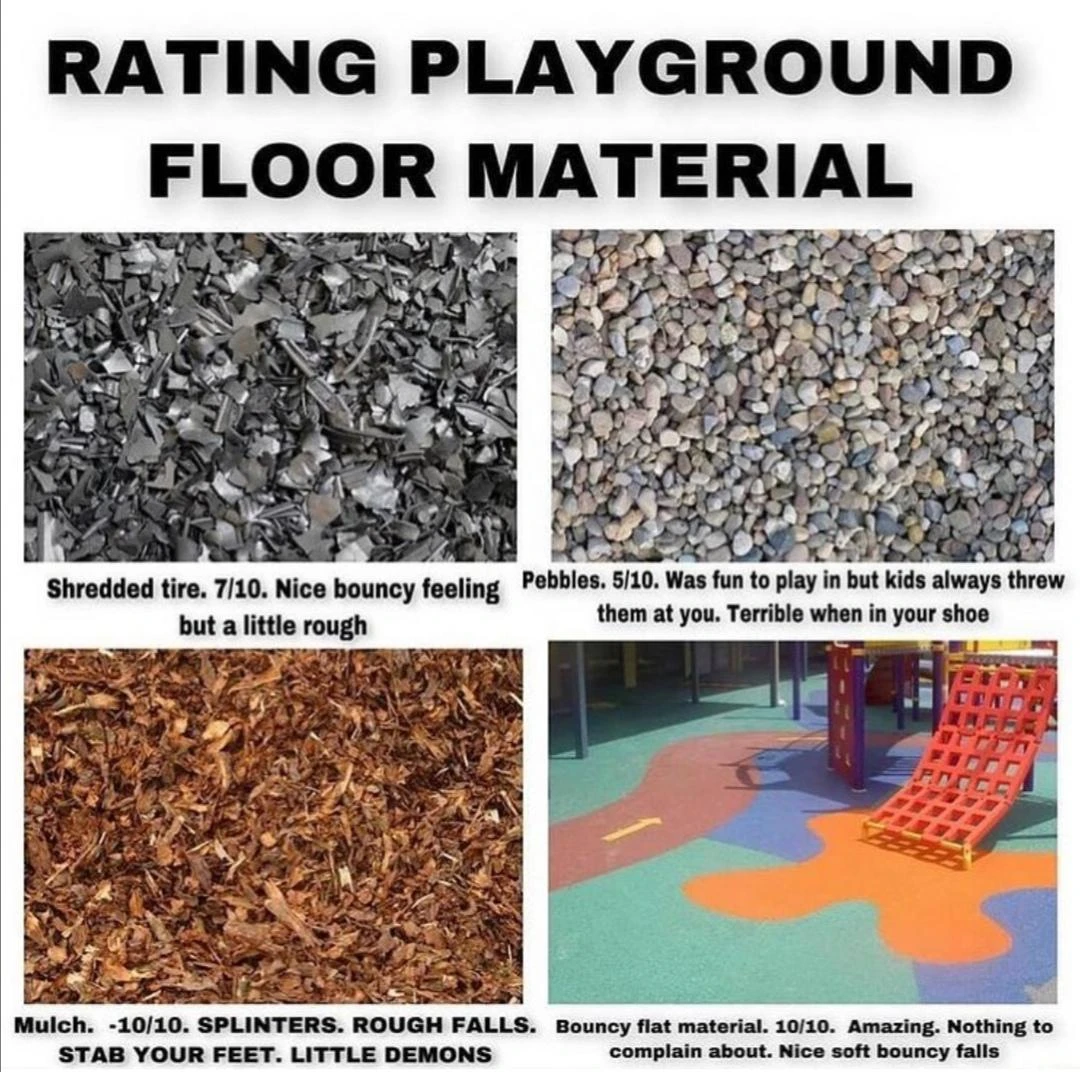 RATING PLAYGROUND
FLOOR MATERIAL
Shredded tire. 7/10. Nice bouncy feeling
but a little rough
Pebbles. 5/10. Was fun to play in but kids always threw
them at you. Terrible when in your shoe
Mulch. -10/10. SPLINTERS. ROUGH FALLS.
STAB YOUR FEET. LITTLE DEMONS
Bouncy flat material. 10/10. Amazing. Nothing to
complain about. Nice soft bouncy falls